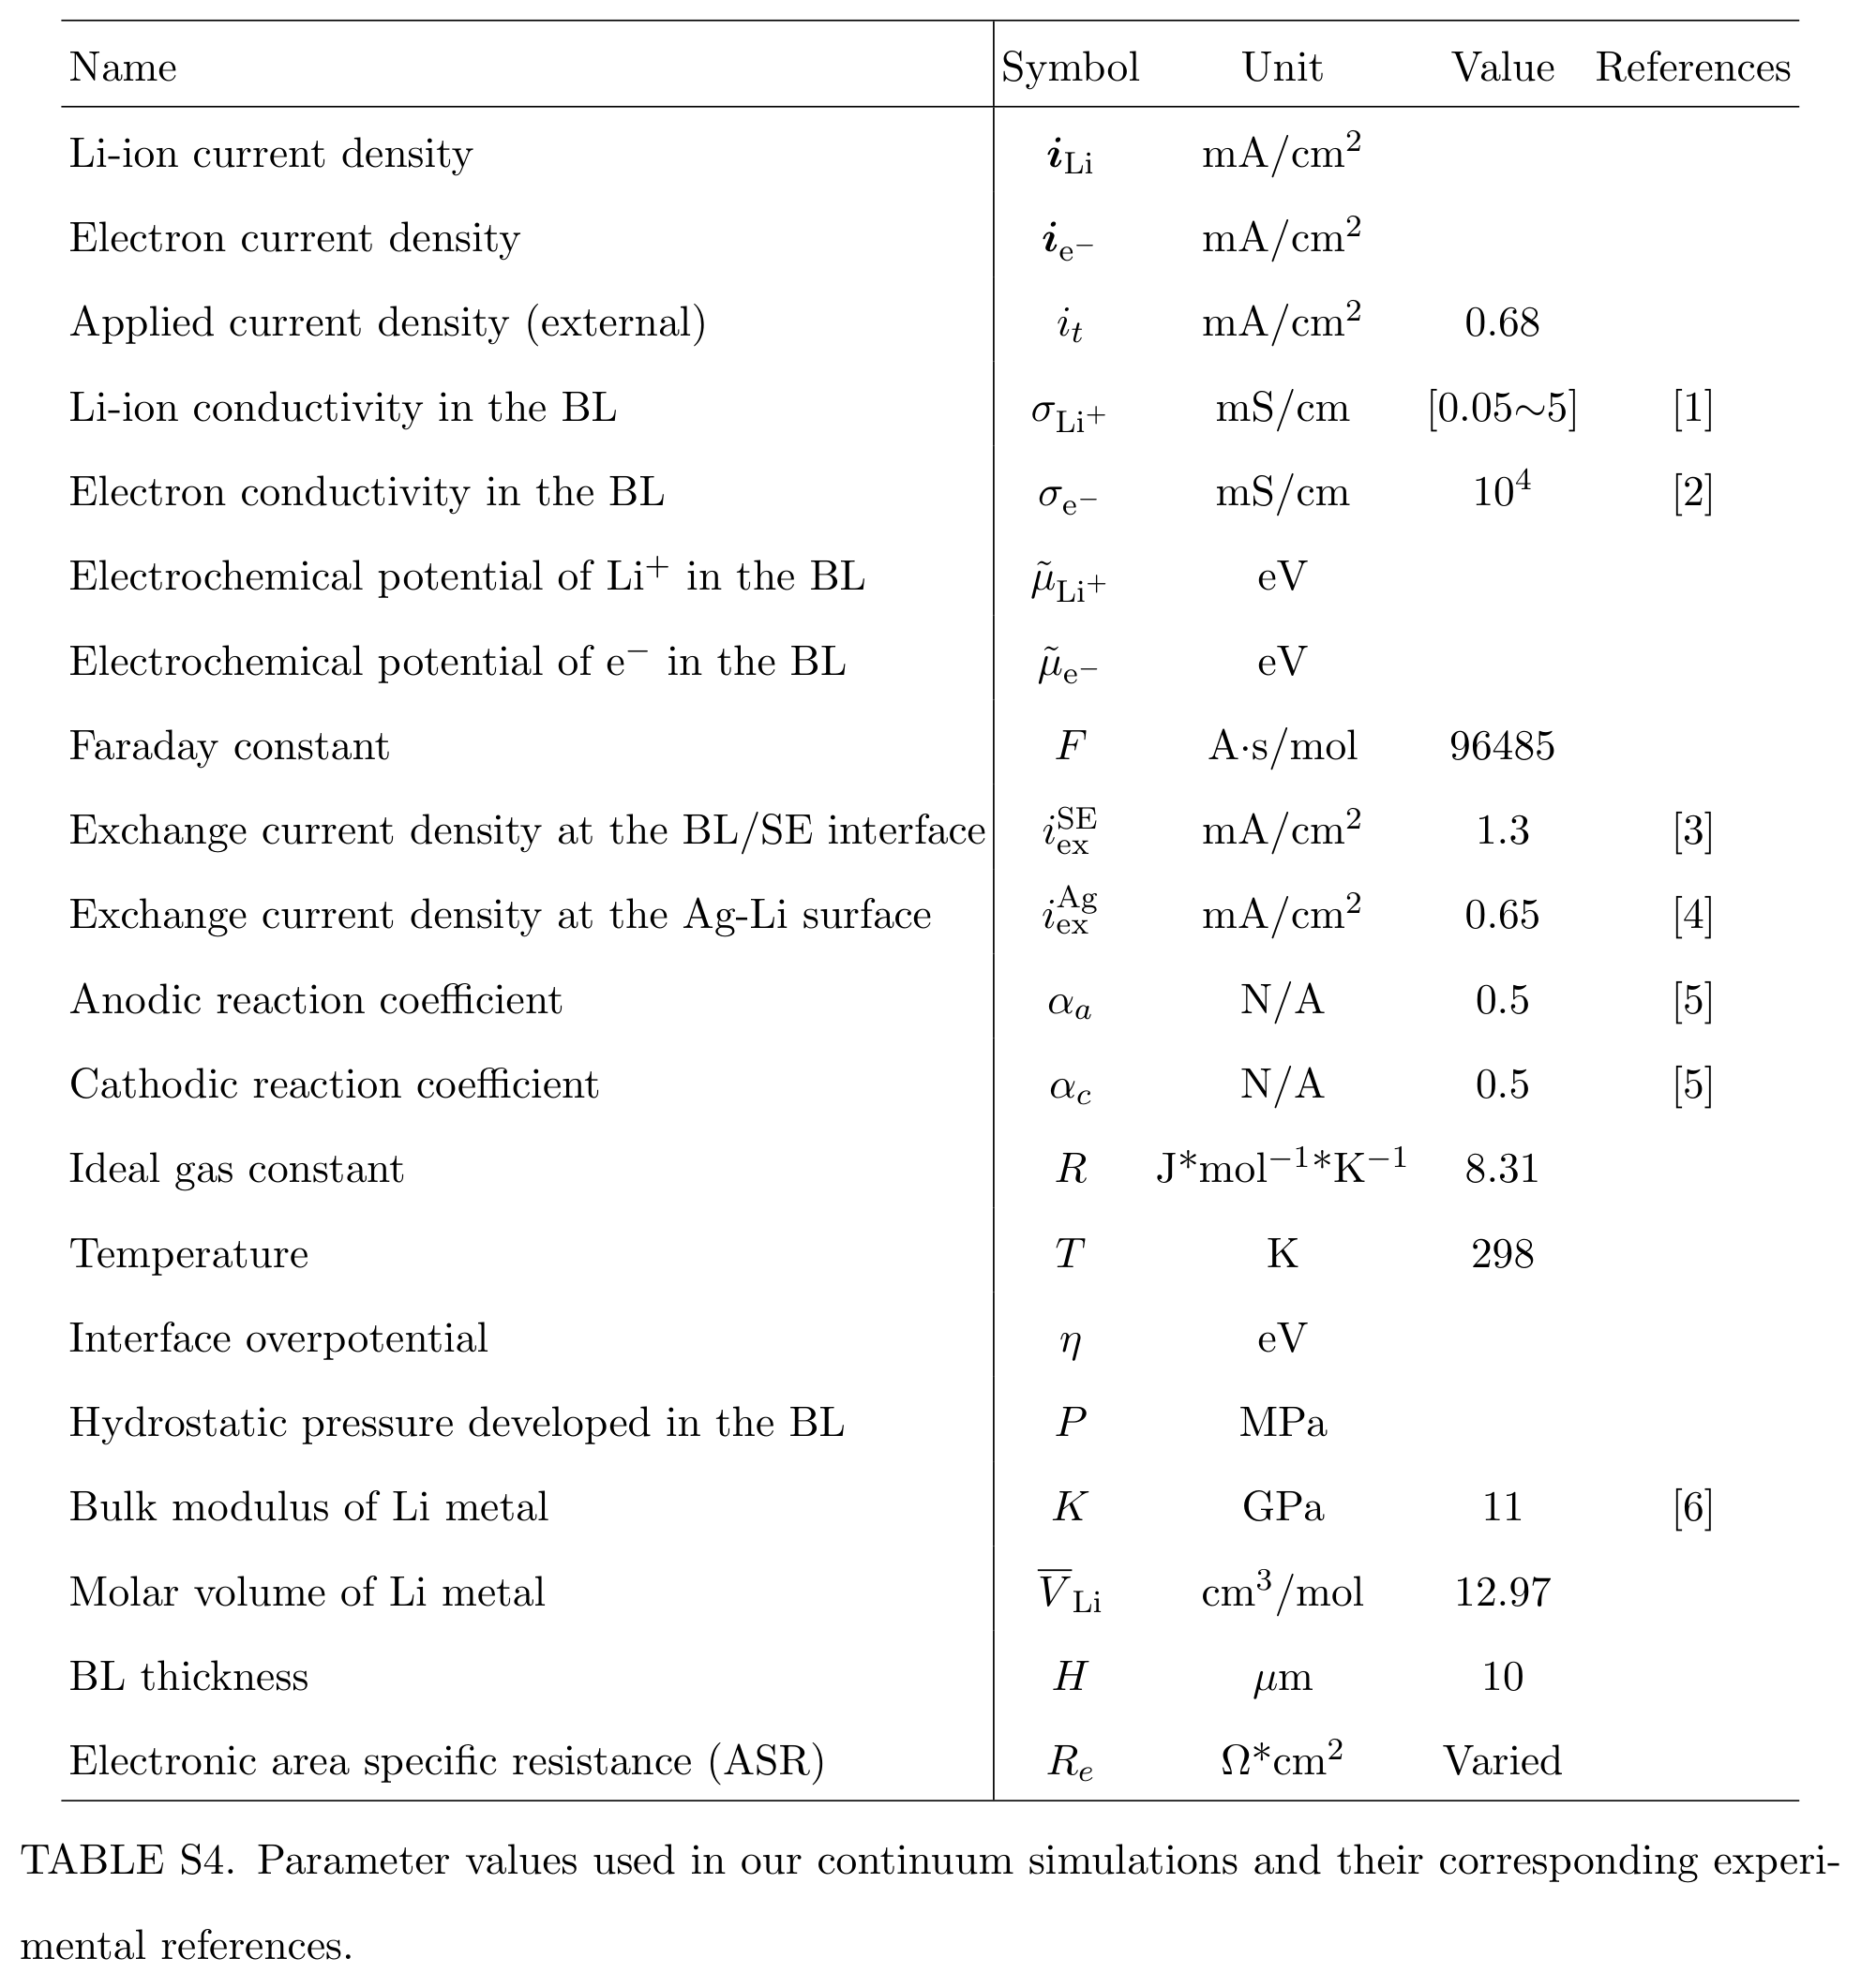 Name Symbol Unit Value References
Li-ion current density 𝒊_Li mA/cm²
Electron current density 𝒊_e⁻ mA/cm²
Applied current density (external) i_t mA/cm² 0.68
Li-ion conductivity in the BL σ_Li⁺ mS/cm [0.05∼5] [1]
Electron conductivity in the BL σ_e⁻ mS/cm 10⁴ [2]
Electrochemical potential of Li⁺ in the BL μ̃_Li⁺ eV
Electrochemical potential of e⁻ in the BL μ̃_e⁻ eV
Faraday constant F A·s/mol 96485
Exchange current density at the BL/SE interface i_ex^SE mA/cm² 1.3 [3]
Exchange current density at the Ag-Li surface i_ex^Ag mA/cm² 0.65 [4]
Anodic reaction coefficient α_a N/A 0.5 [5]
Cathodic reaction coefficient α_c N/A 0.5 [5]
Ideal gas constant R J*mol⁻¹*K⁻¹ 8.31
Temperature T K 298
Interface overpotential η eV
Hydrostatic pressure developed in the BL P MPa
Bulk modulus of Li metal K GPa 11 [6]
Molar volume of Li metal V̅_Li cm³/mol 12.97
BL thickness H μm 10
Electronic area specific resistance (ASR) R_e Ω*cm² Varied
TABLE S4. Parameter values used in our continuum simulations and their corresponding experi-
mental references.